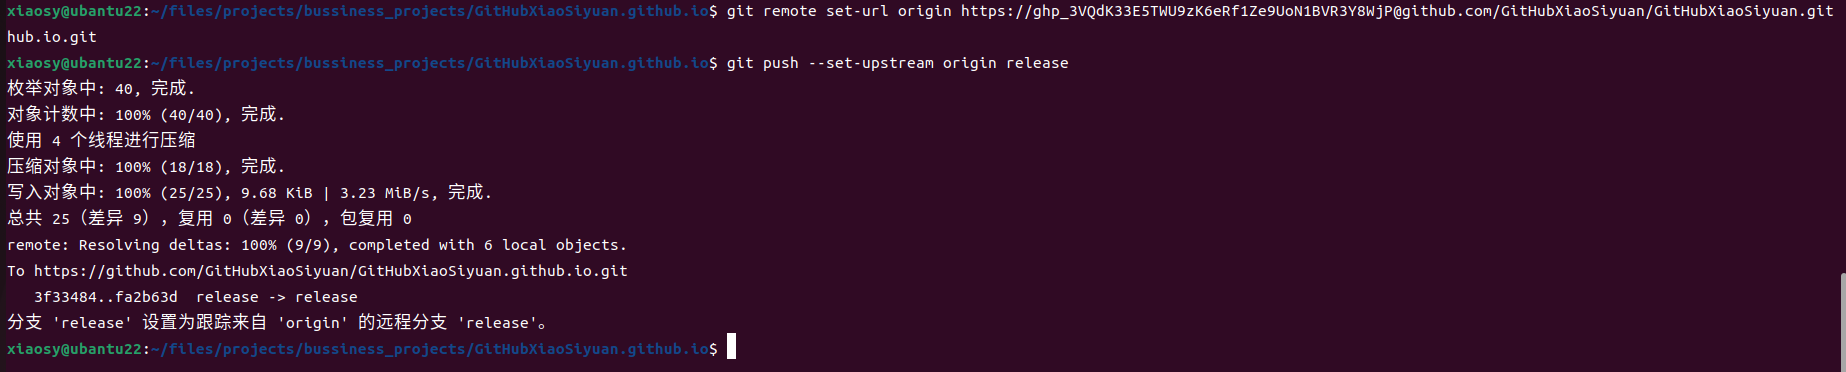 xiaosy@ubantu22:~/files/projects/bussiness_projects/GitHubXiaoSiyuan.github.io$ git remote set-url origin https://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@github.com/GitHubXiaoSiyuan/GitHubXiaoSiyuan.git
hub.io.git
xiaosy@ubantu22:~/files/projects/bussiness_projects/GitHubXiaoSiyuan.github.io$ git push --set-upstream origin release
枚举对象中: 40, 完成.
对象计数中: 100% (40/40), 完成.
使用 4 个线程进行压缩
压缩对象中: 100% (18/18), 完成.
写入对象中: 100% (25/25), 9.68 KiB | 3.23 MiB/s, 完成.
总共 25（差异 9），复用 0（差异 0），包复用 0
remote: Resolving deltas: 100% (9/9), completed with 6 local objects.
To https://github.com/GitHubXiaoSiyuan/GitHubXiaoSiyuan.github.io.git
   3f33484..fa2b63d  release -> release
分支 'release' 设置为跟踪来自 'origin' 的远程分支 'release'。
xiaosy@ubantu22:~/files/projects/bussiness_projects/GitHubXiaoSiyuan.github.io$